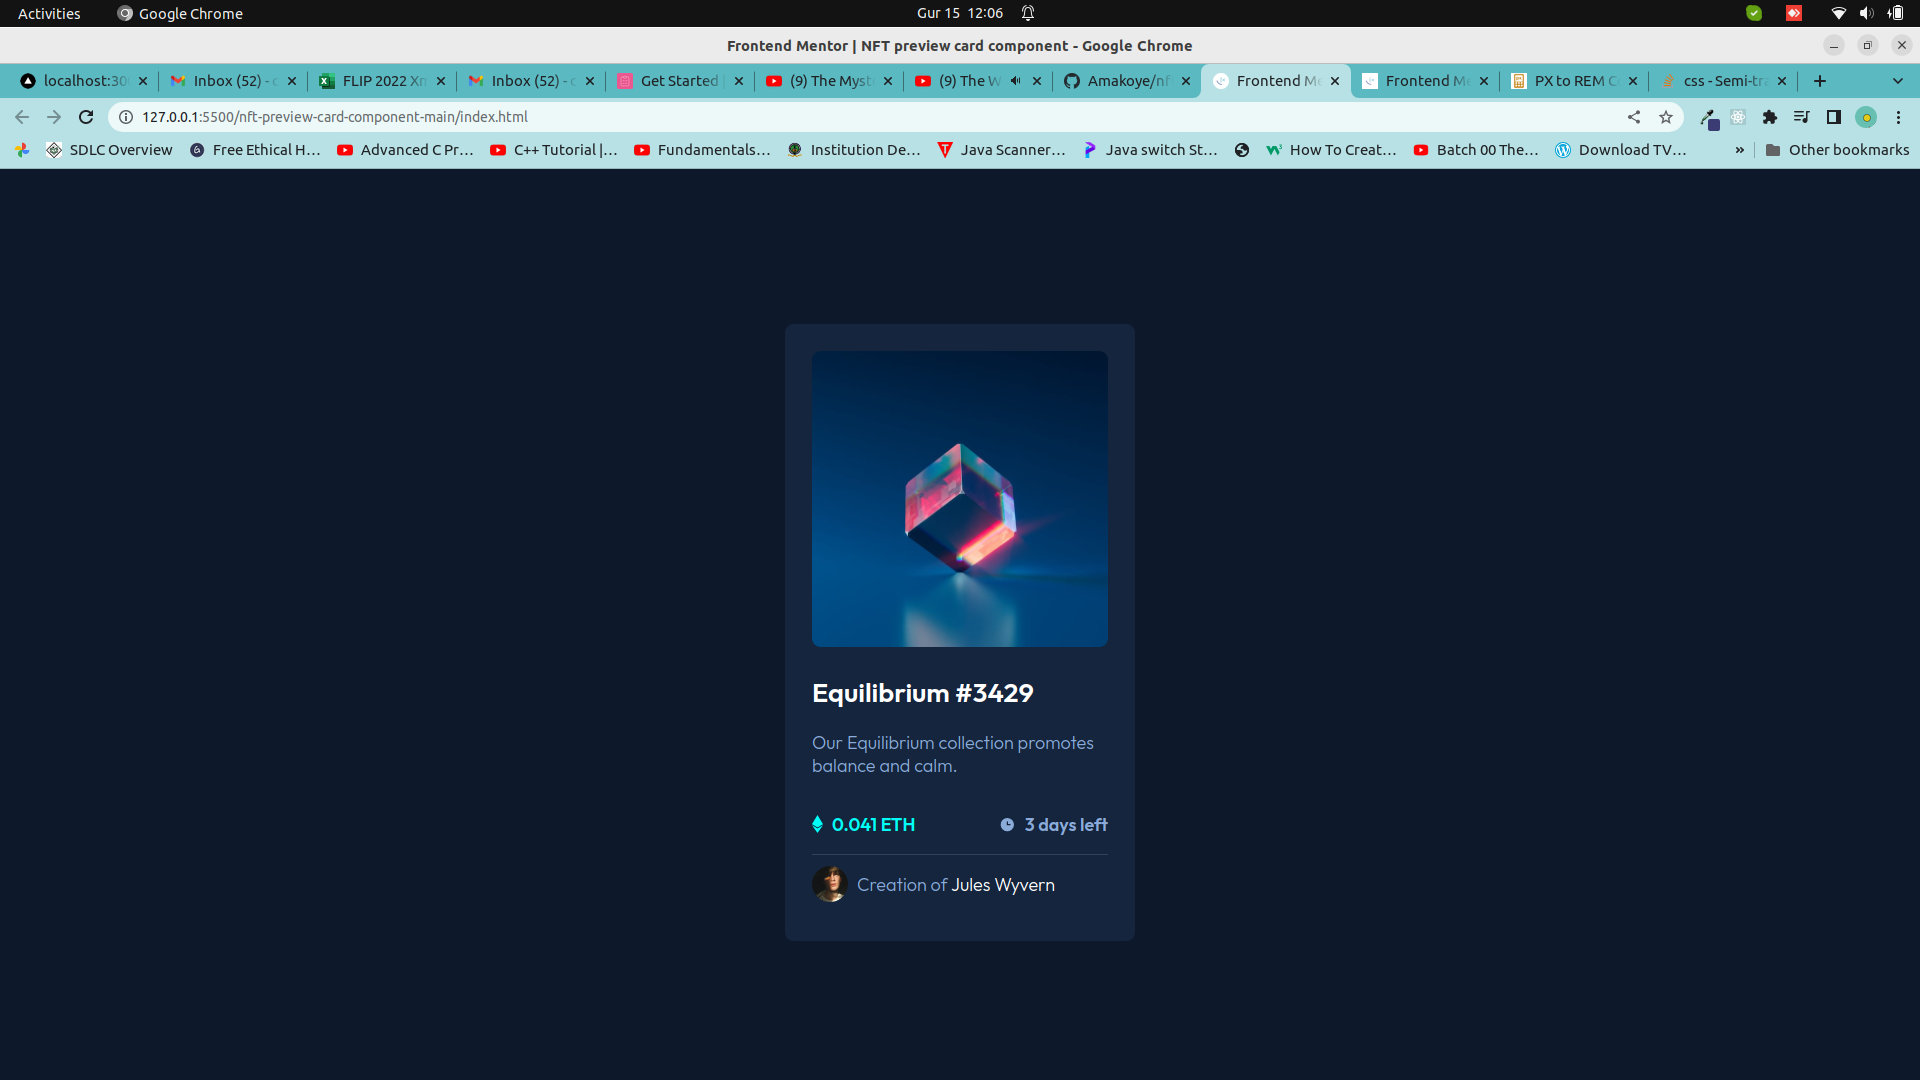 Activities
Google Chrome
Gur 15 12:06
Frontend Mentor | NFT preview card component - Google Chrome
localhost:30
Inbox (52) -
FLIP 2022
Inbox (52) -
Get Started
(9) The Myst
(9) The W
Amakoye/nf
Frontend M
Frontend M
PX to REM C
css - Semi-tra
127.0.0.1:5500/nft-preview-card-component-main/index.html
SDLC Overview
Free Ethical H...
Advanced C Pr...
C++ Tutorial |...
Fundamentals...
Institution De...
Java Scanner...
Java switch St...
How To Creat...
Batch 00 The...
Download TV...
»
Other bookmarks
Equilibrium #3429
Our Equilibrium collection promotes
balance and calm.
0.041 ETH
3 days left
Creation of Jules Wyvern